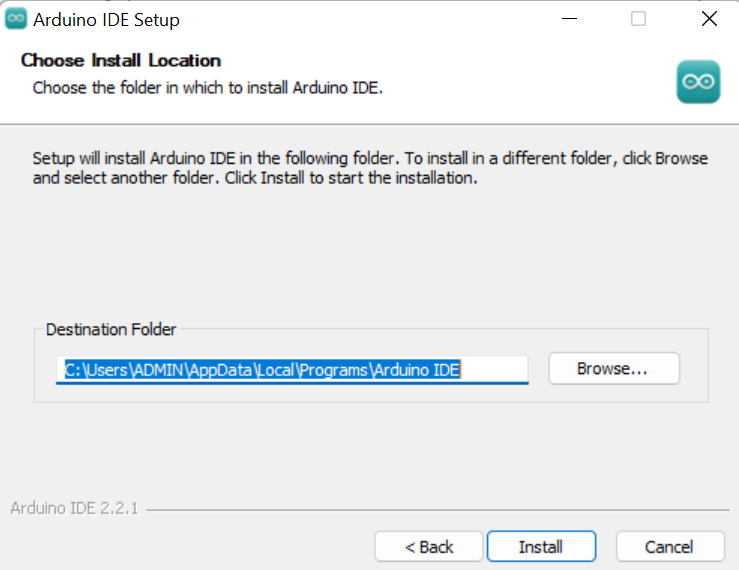 Arduino IDE Setup
Choose Install Location
Choose the folder in which to install Arduino IDE.
Setup will install Arduino IDE in the following folder. To install in a different folder, click Browse
and select another folder. Click Install to start the installation.
Destination Folder
C:\Users\ADMIN\AppData\Local\Programs\Arduino IDE
Browse...
Arduino IDE 2.2.1
< Back
Install
Cancel